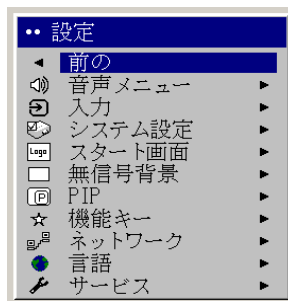 •• 設定
前の
音声メニュー
入力
システム設定
Logo スタート画面
無信号背景
P PIP
機能キー
ネットワーク
言語
サービス